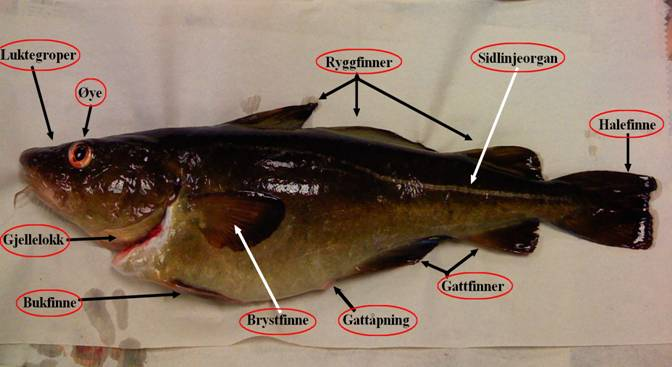 Luktegroper
Øye
Ryggfinner
Sidlinjeorgan
Halefinne
Gjellelokk
Bukfinne
Brystfinne
Gattåpning
Gattfinner